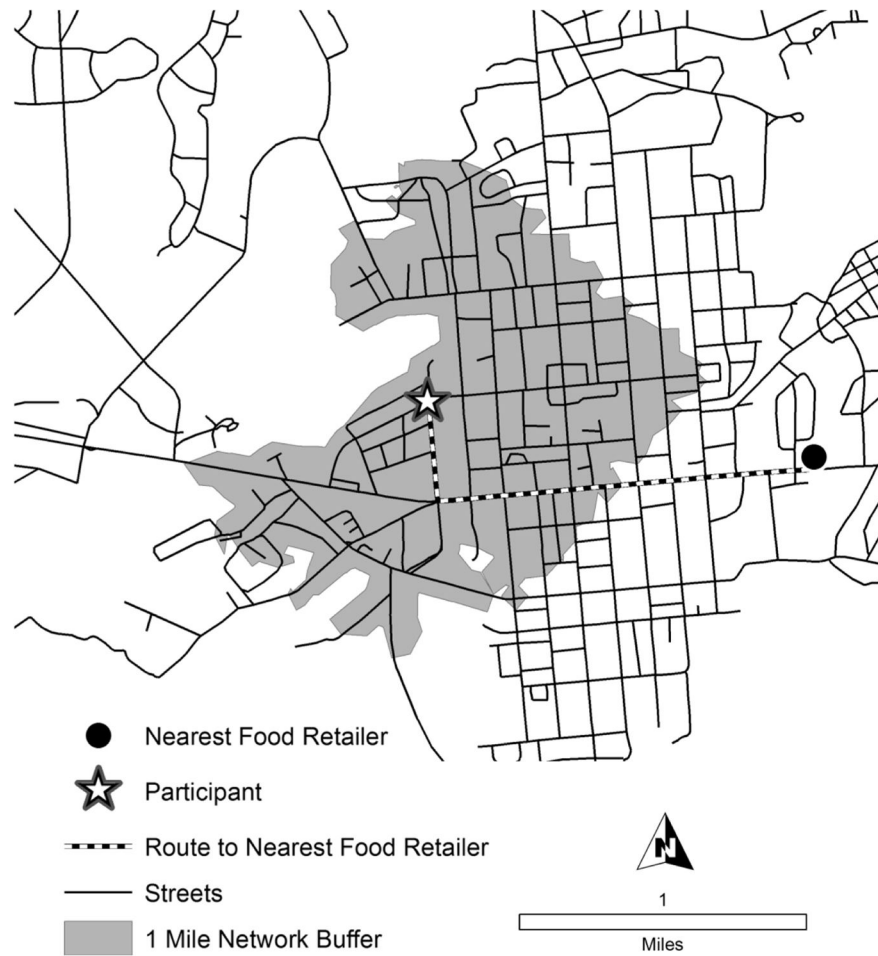 Nearest Food Retailer
Participant
Route to Nearest Food Retailer
Streets
1 Mile Network Buffer
N
1
Miles